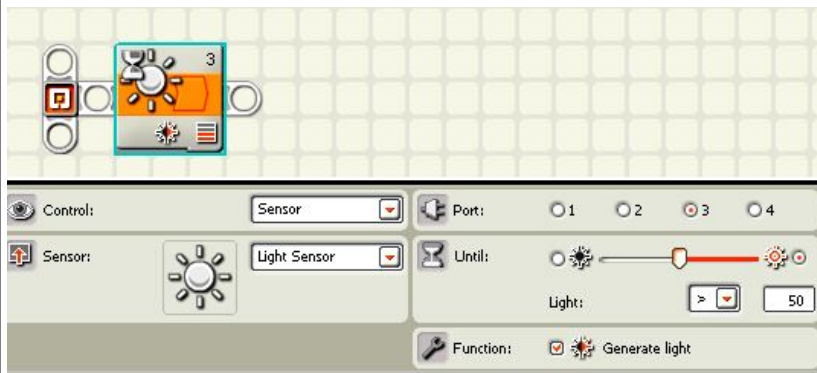 3
Control: Sensor
Port: 1 2 3 4
Sensor: Light Sensor
Until:
Light: > 50
Function: Generate light